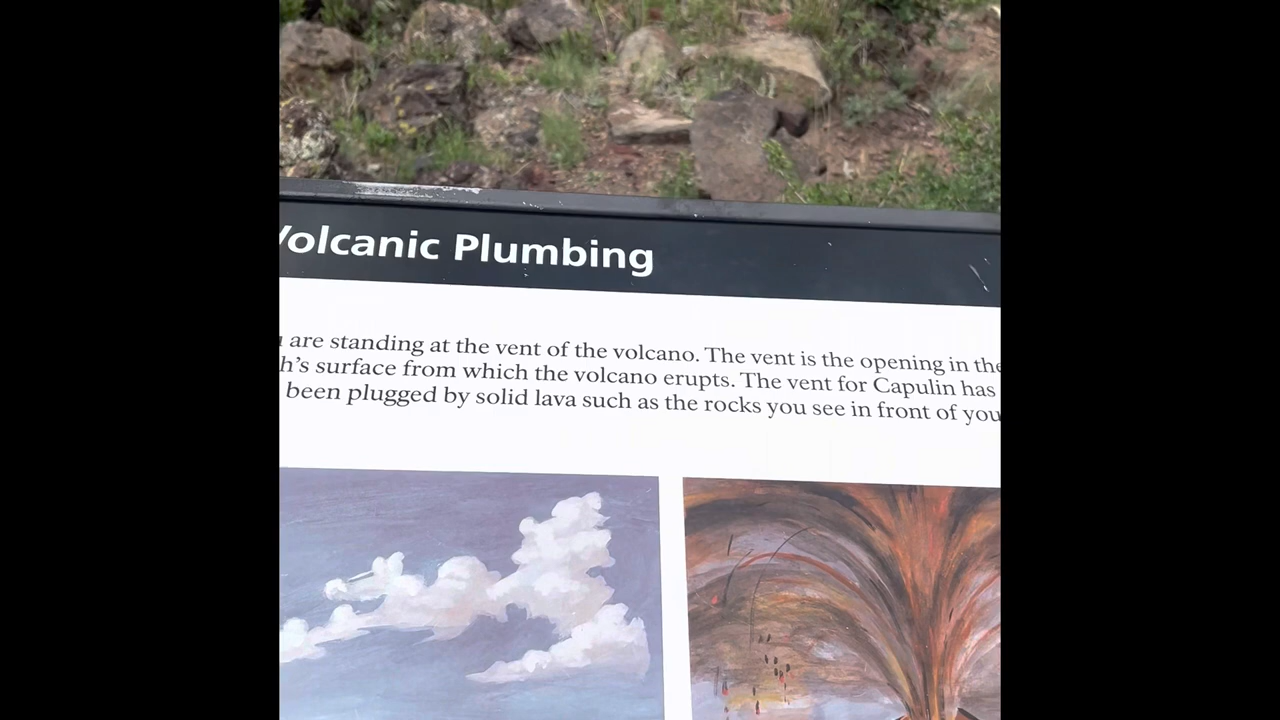 Volcanic Plumbing
are standing at the vent of the volcano. The vent is the opening in the
h's surface from which the volcano erupts. The vent for Capulin has
been plugged by solid lava such as the rocks you see in front of you